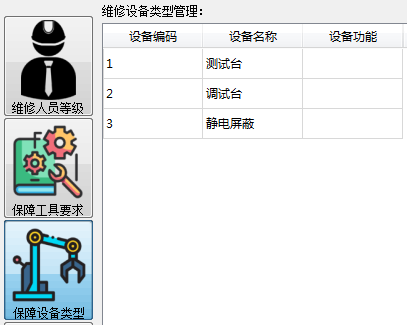 维修设备类型管理：
设备编码 设备名称 设备功能
1 测试台
2 调试台
3 静电屏蔽
维修人员等级
保障工具要求
保障设备类型